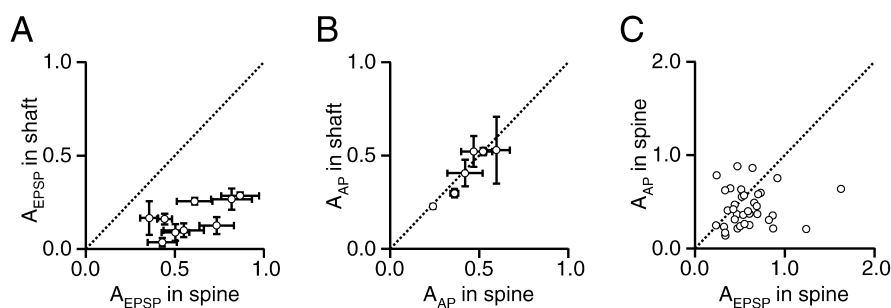 A
B
C
1.0
0.5
0.0
A_EPSP in shaft
0.0 0.5 1.0
A_EPSP in spine
1.0
0.5
0.0
A_AP in shaft
0.0 0.5 1.0
A_AP in spine
2.0
1.0
0.0
A_AP in spine
0.0 1.0 2.0
A_EPSP in spine